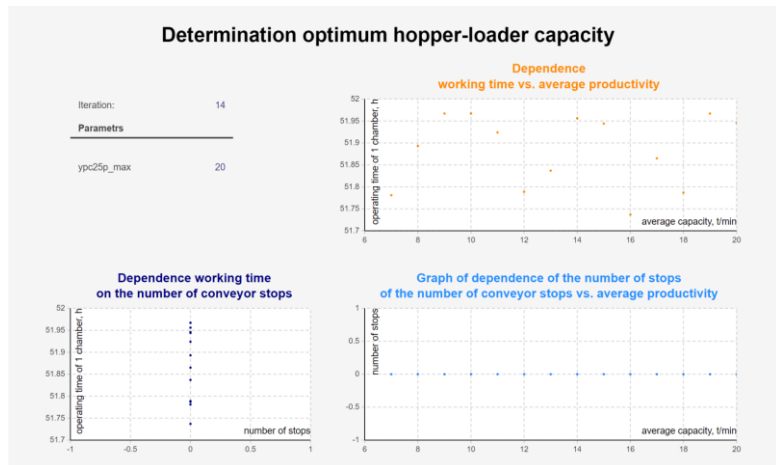 Determination optimum hopper-loader capacity
Iteration: 14
Parametrs
ypc25p_max 20
Dependence
working time vs. average productivity
operating time of 1 chamber, h
52
51.95
51.9
51.85
51.8
51.75
51.7
average capacity, t/min
6 8 10 12 14 16 18 20
Dependence working time
on the number of conveyor stops
operating time of 1 chamber, h
52
51.95
51.9
51.85
51.8
51.75
51.7
number of stops
-1 -0.5 0 0.5 1
Graph of dependence of the number of stops
of the number of conveyor stops vs. average productivity
number of stops
1
0.5
0
-0.5
-1
average capacity, t/min
6 8 10 12 14 16 18 20